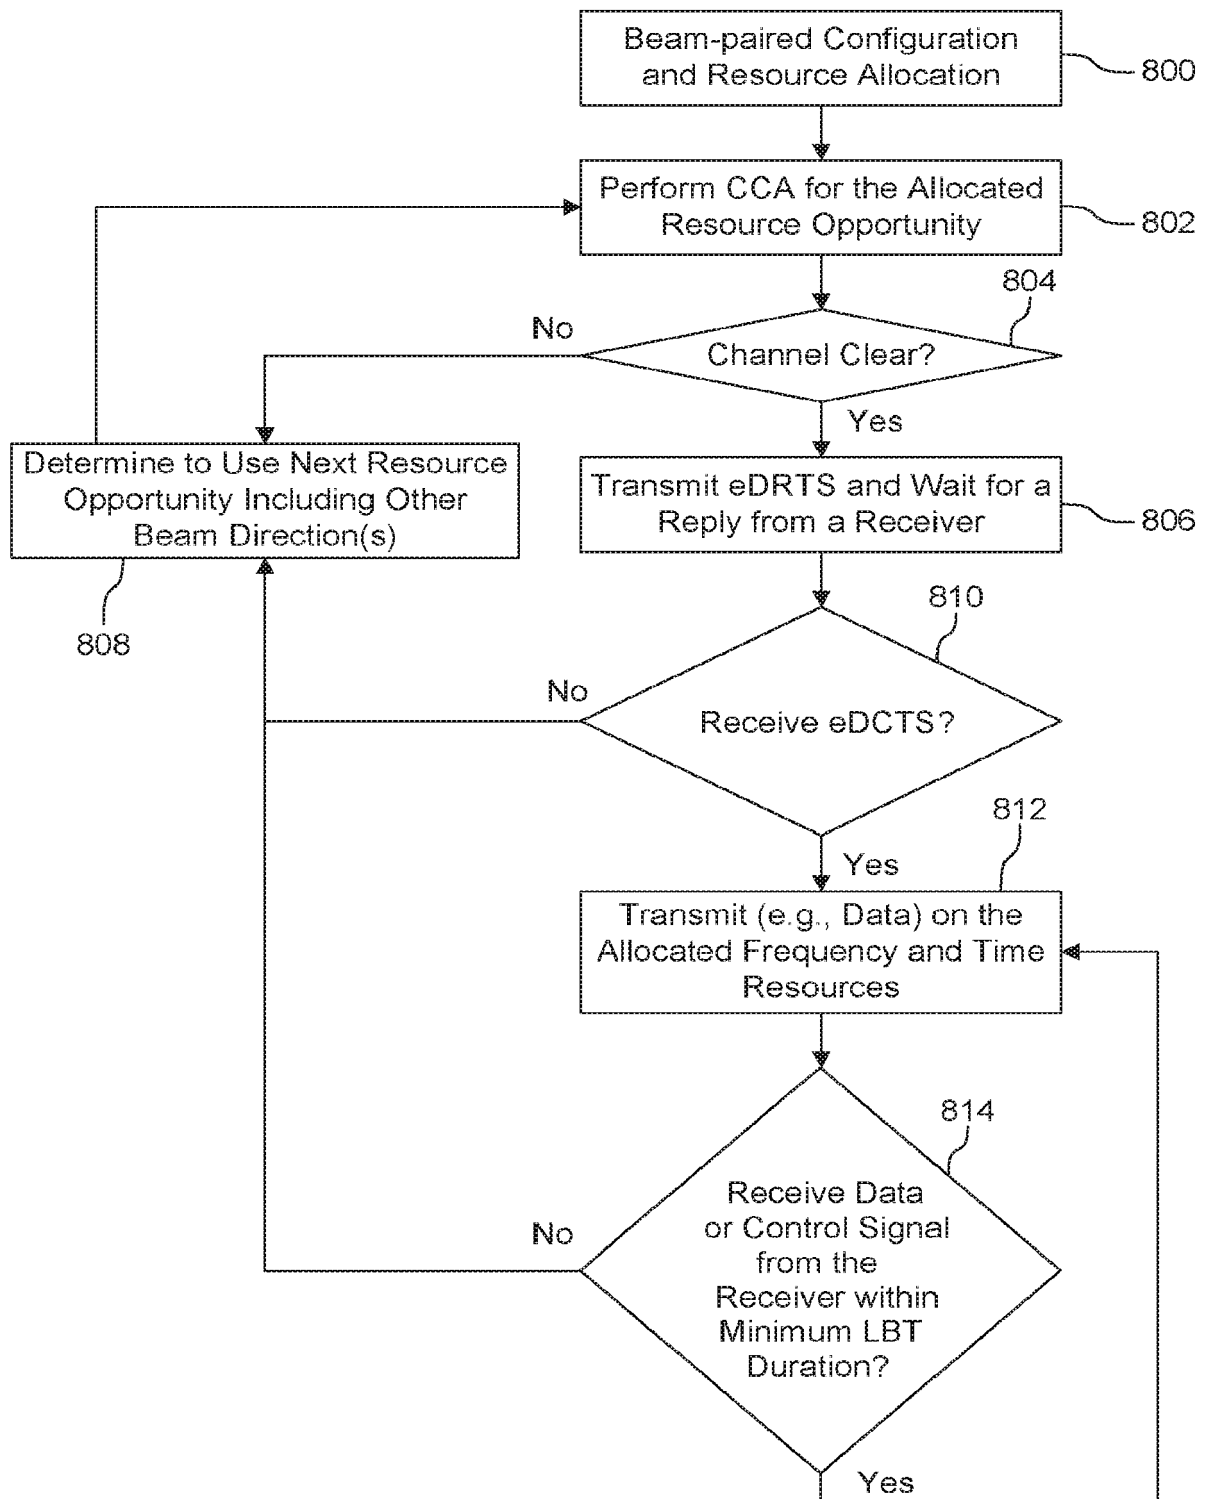 Beam-paired Configuration
and Resource Allocation
800
Perform CCA for the Allocated
Resource Opportunity
802
804
No
Channel Clear?
Yes
Determine to Use Next Resource
Opportunity Including Other
Beam Direction(s)
808
Transmit eDRTS and Wait for a
Reply from a Receiver
806
810
No
Receive eDCTS?
812
Yes
Transmit (e.g., Data) on the
Allocated Frequency and Time
Resources
814
No
Receive Data
or Control Signal
from the
Receiver within
Minimum LBT
Duration?
Yes